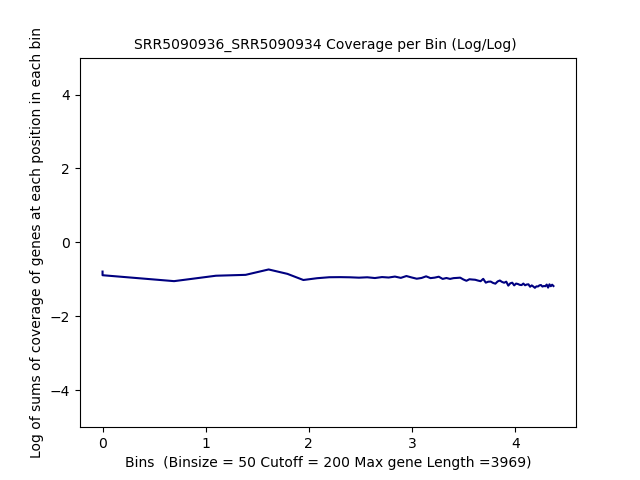 SRR5090936_SRR5090934 Coverage per Bin (Log/Log)
Log of sums of coverage of genes at each position in each bin
4
2
0
−2
−4
0 1 2 3 4
Bins  (Binsize = 50 Cutoff = 200 Max gene Length =3969)